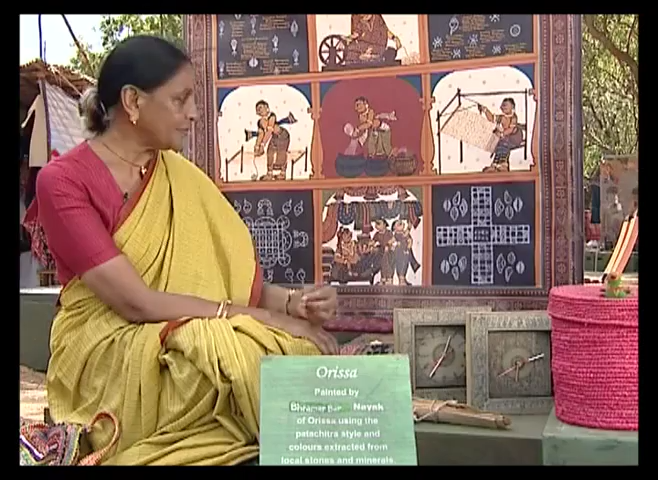 Orissa
Painted by
Nayak
of Orissa using the
patachitra style and
colours extracted from
local stones and minerals.